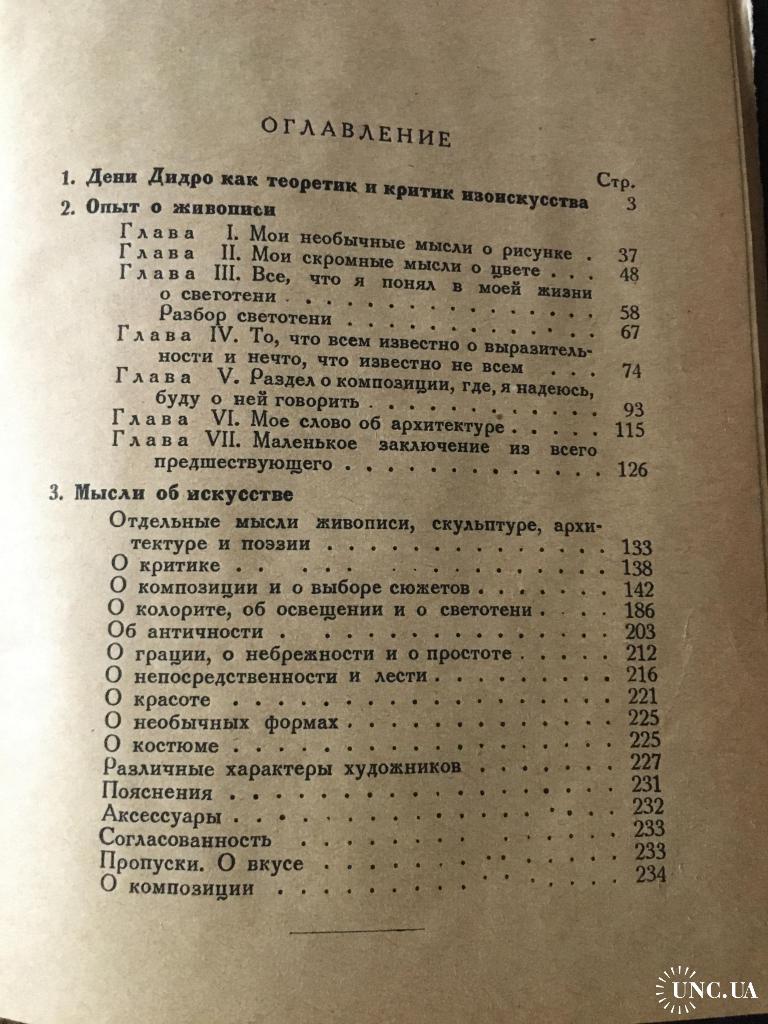 ОГЛАВЛЕНИЕ
Стр.
1. Дени Дидро как теоретик и критик изоискусства 3
2. Опыт о живописи
Глава I. Мои необычные мысли о рисунке . 37
Глава II. Мои скромные мысли о цвете . . . 48
Глава III. Все, что я понял в моей жизни
о светотени . . . . . . . . . . . . 58
Разбор светотени . . . . . . . . . . . 67
Глава IV. То, что всем известно о выразитель-
ности и нечто, что известно не всем . . . 74
Глава V. Раздел о композиции, где, я надеюсь,
буду о ней говорить . . . . . . . . . . 93
Глава VI. Мое слово об архитектуре . . . . . 115
Глава VII. Маленькое заключение из всего
предшествующего . . . . . . . . . . . . 126
3. Мысли об искусстве
Отдельные мысли живописи, скульптуре, архи-
тектуре и поэзии . . . . . . . . . . . . . 133
О критике . . . . . . . . . . . . . . . 138
О композиции и о выборе сюжетов . . . . . . . 142
О колорите, об освещении и о светотени . . . . 186
Об античности . . . . . . . . . . . . . . 203
О грации, о небрежности и о простоте . . . . . 212
О непосредственности и лести . . . . . . . . . 216
О красоте . . . . . . . . . . . . . . . . . 221
О необычных формах . . . . . . . . . . . . 225
О костюме . . . . . . . . . . . . . . . . . 225
Различные характеры художников . . . . . . . 227
Пояснения . . . . . . . . . . . . . . . . . 231
Аксессуары . . . . . . . . . . . . . . . . . 232
Согласованность . . . . . . . . . . . . . . 233
Пропуски. О вкусе . . . . . . . . . . . . . 233
О композиции . . . . . . . . . . . . . . . 234
UNC.UA